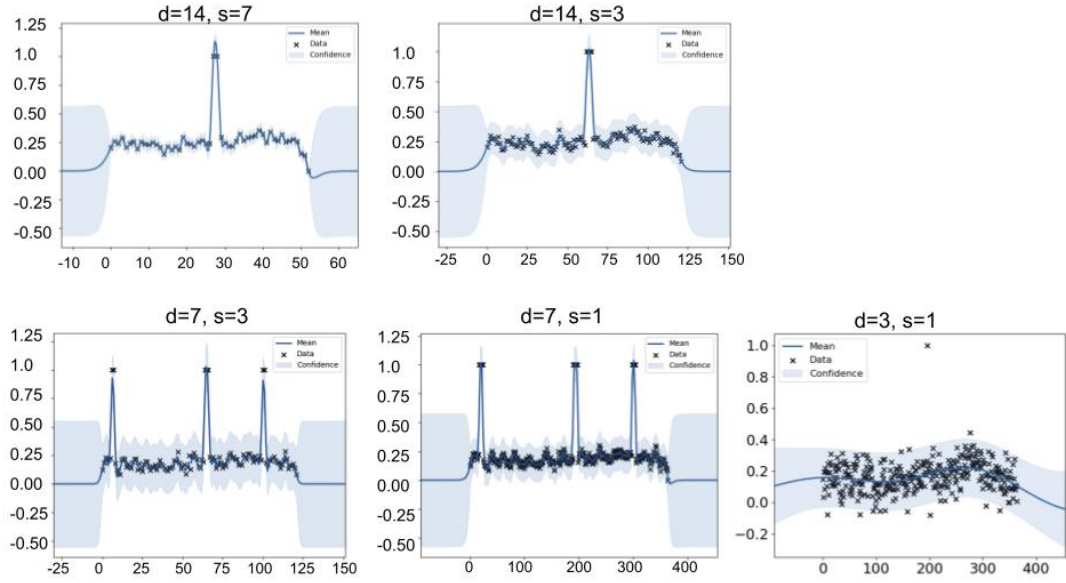 d=14, s=7
1.25
1.0
0.75
0.50
0.25
0.00
-0.25
-0.50
-10 0 10 20 30 40 50 60
Mean
Data
Confidence
d=14, s=3
1.25
1.0
0.75
0.50
0.25
0.00
-0.25
-0.50
-25 0 25 50 75 100 125 150
Mean
Data
Confidence
d=7, s=3
1.25
1.0
0.75
0.50
0.25
0.00
-0.25
-0.50
-25 0 25 50 75 100 125 150
Mean
Data
Confidence
d=7, s=1
1.25
1.0
0.75
0.50
0.25
0.00
-0.25
-0.50
0 100 200 300 400
Mean
Data
Confidence
d=3, s=1
1.0
0.8
0.6
0.4
0.2
0.0
−0.2
0 100 200 300 400
Mean
Data
Confidence